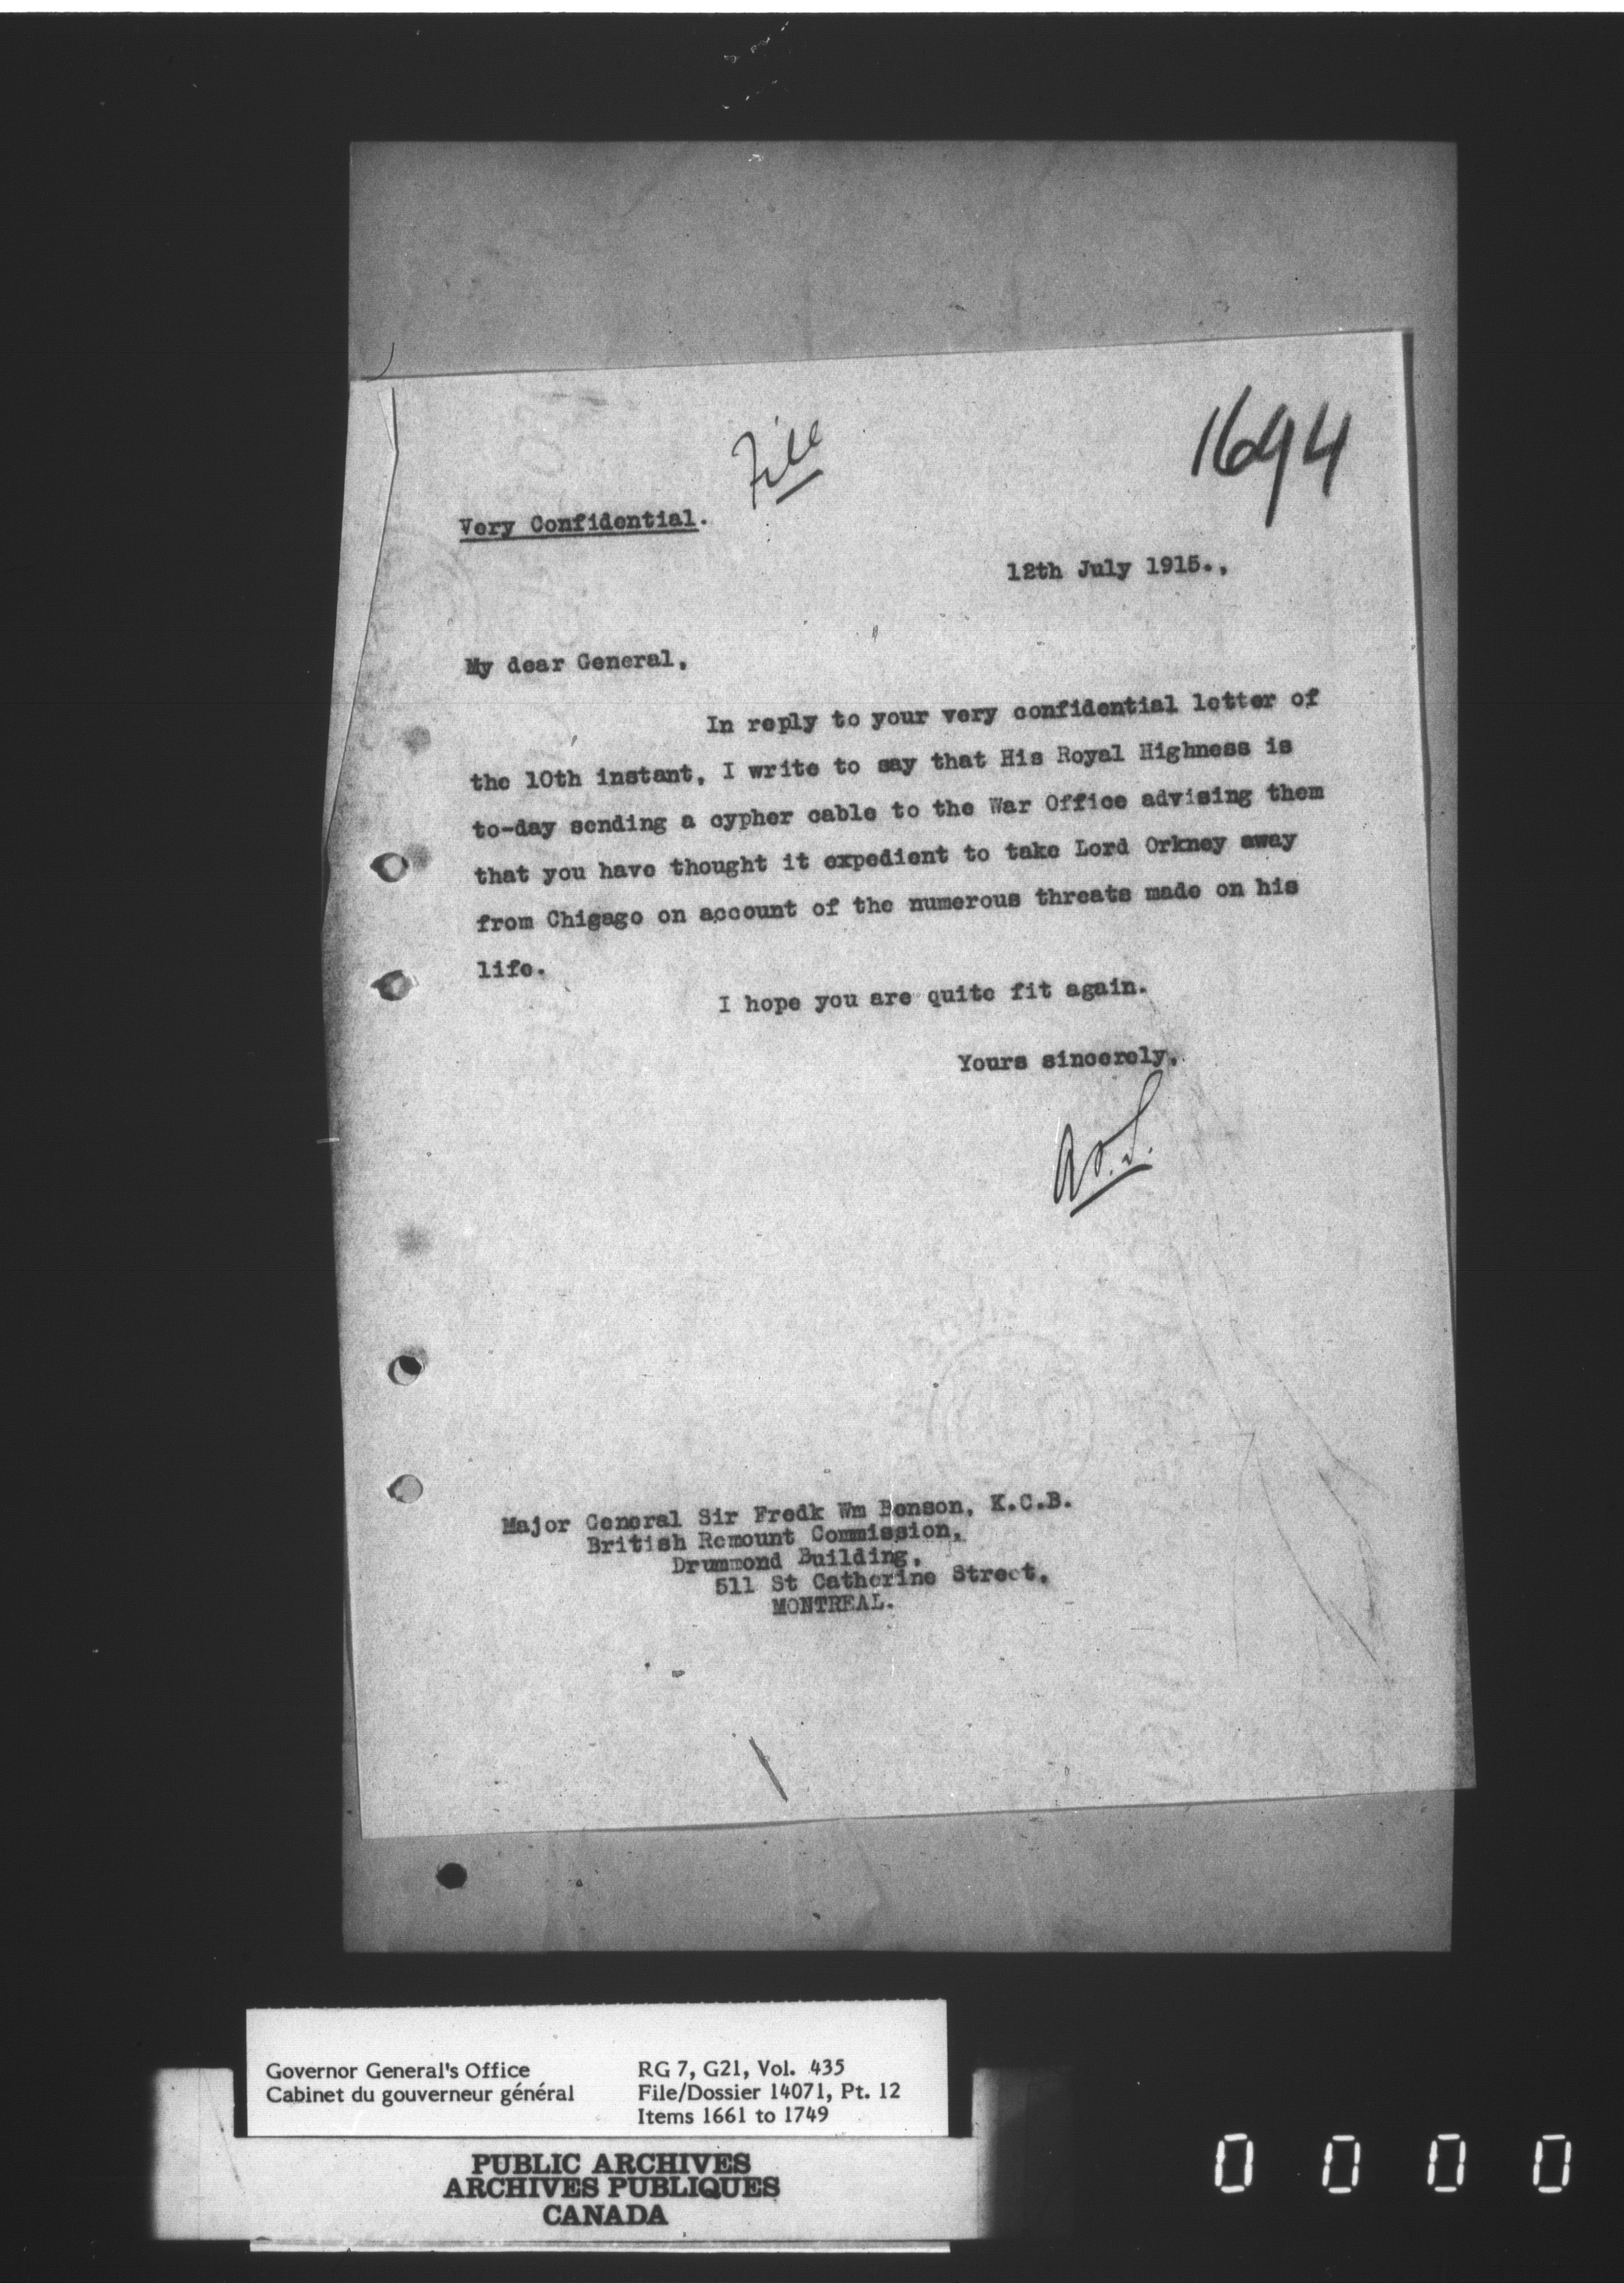 File
1694
Very Confidential.
12th July 1915.,
My dear General,
In reply to your very confidential letter of
the 10th instant, I write to say that His Royal Highness is
to-day sending a cypher cable to the War Office advising them
that you have thought it expedient to take Lord Orkney away
from Chigago on account of the numerous threats made on his
life.
I hope you are quite fit again.
Yours sincerely,
Major General Sir Fredk Wm Benson, K.C.B.
British Remount Commission,
Drummond Building,
511 St Catherine Street,
MONTREAL.
Governor General's Office
Cabinet du gouverneur général
RG 7, G21, Vol. 435
File/Dossier 14071, Pt. 12
Items 1661 to 1749
PUBLIC ARCHIVES
ARCHIVES PUBLIQUES
CANADA
0 0 0 0